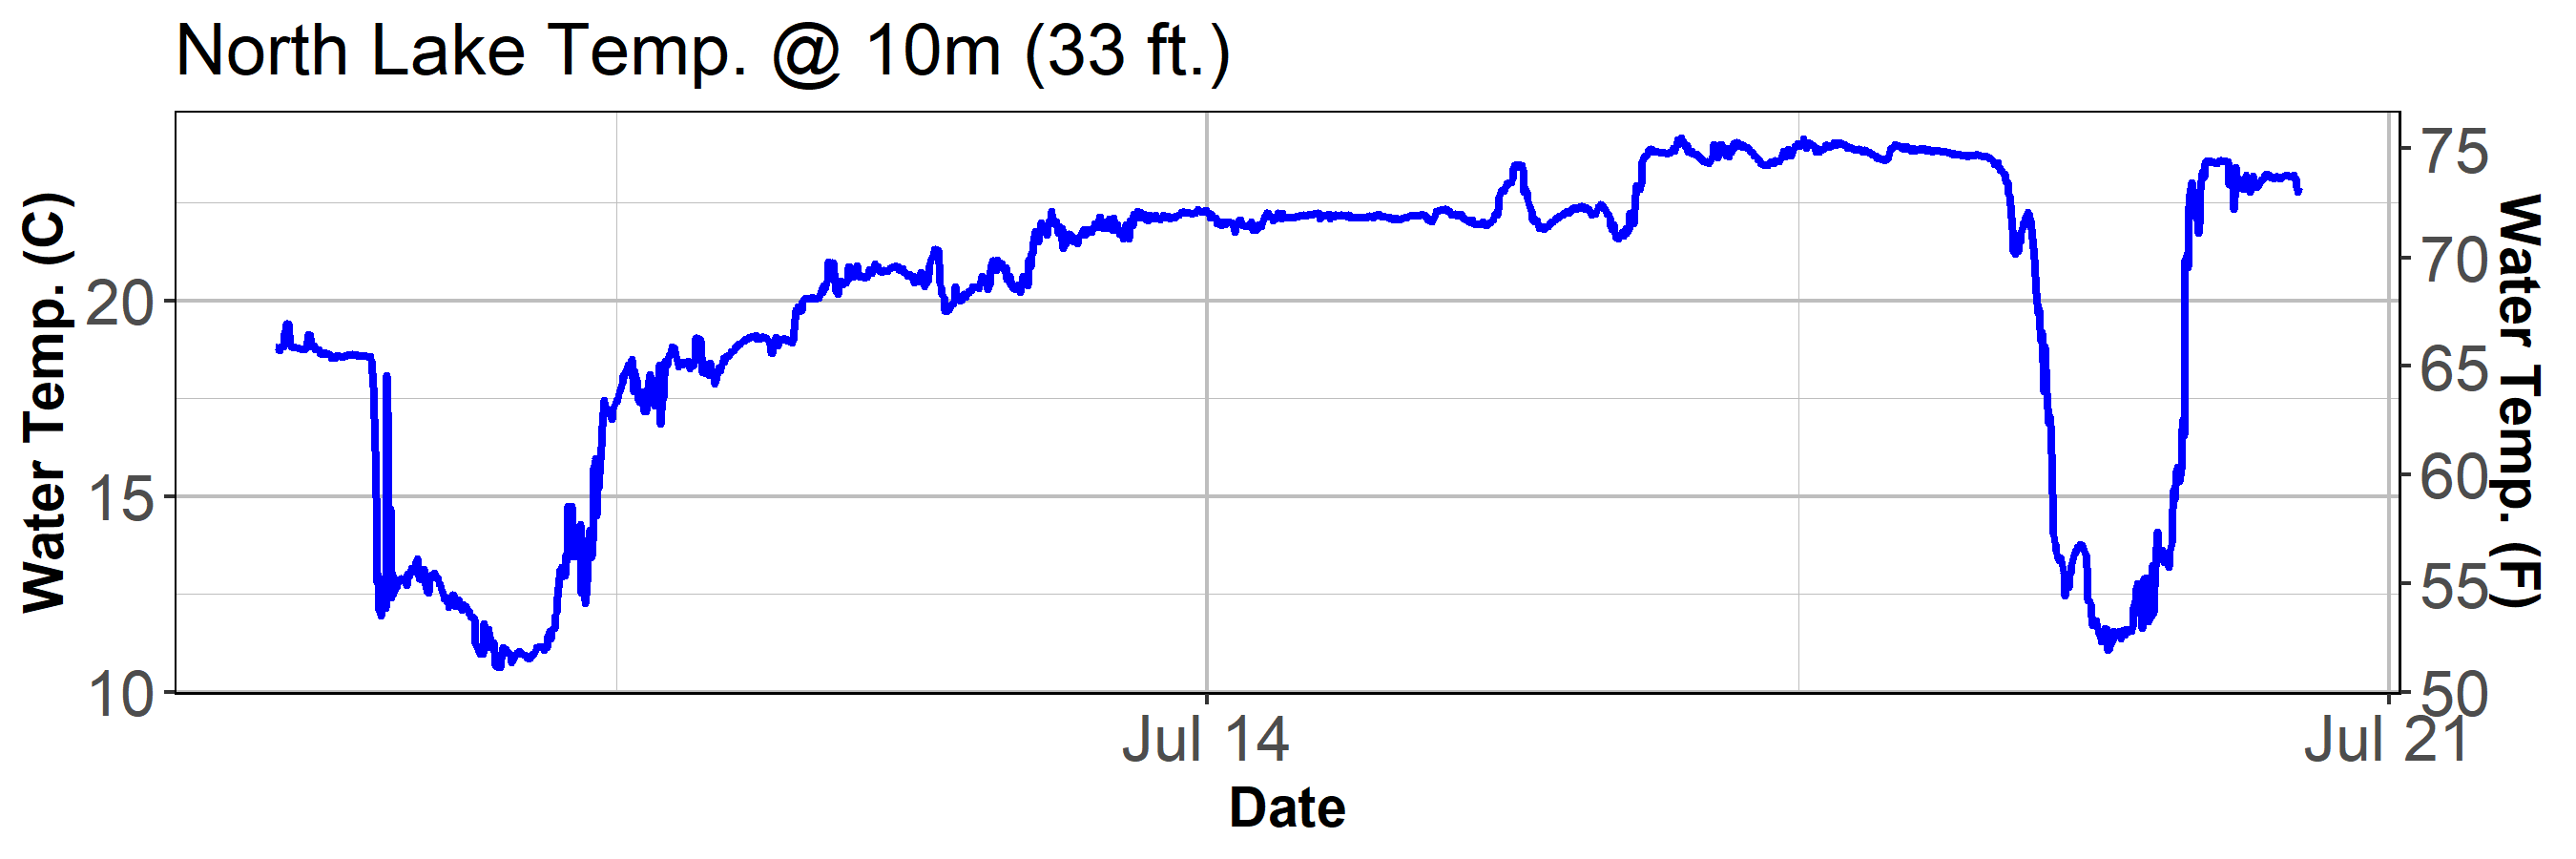 North Lake Temp. @ 10m (33 ft.)
Water Temp. (C)
20
15
10
75
70
65
60
55
50
Water Temp. (F)
Jul 14
Jul 21
Date